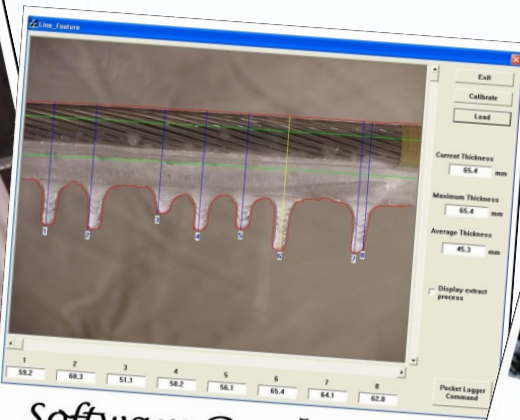 Line_Feature
Exit
Calibrate
Load
Current Thickness
65.4 mm
Maximum Thickness
65.4 mm
Average Thickness
45.3 mm
Display extract
process
1 2 3 4 5 6 7 8
1 2 3 4 5 6 7 8
59.2 60.3 51.1 58.2 56.1 65.4 64.1 62.8
Pocket Logger
Command
Software